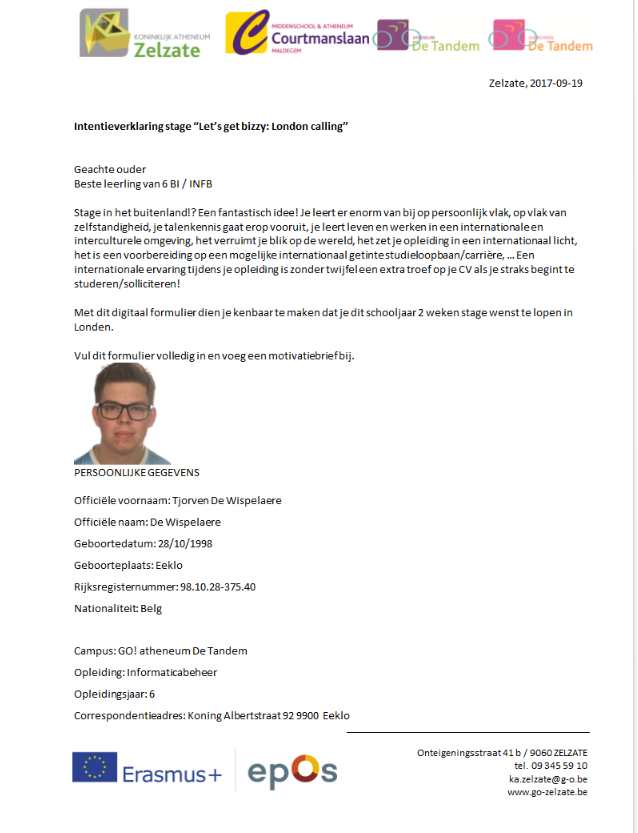 KONINKLIJK ATHENEUM
Zelzate
MIDDENSCHOOL & ATHENEUM
Courtmanslaan
MALDEGEM
ATHENEUM
De Tandem
De Tandem
Zelzate, 2017-09-19
Intentieverklaring stage “Let’s get bizzy: London calling”
Geachte ouder
Beste leerling van 6 BI / INFB
Stage in het buitenland!? Een fantastisch idee! Je leert er enorm van bij op persoonlijk vlak, op vlak van
zelfstandigheid, je talenkennis gaat erop vooruit, je leert leven en werken in een internationale en
interculturele omgeving, het verruimt je blik op de wereld, het zet je opleiding in een internationaal licht,
het is een voorbereiding op een mogelijke internationaal getinte studieloopbaan/carrière, ... Een
internationale ervaring tijdens je opleiding is zonder twijfel een extra troef op je CV als je straks begint te
studeren/solliciteren!
Met dit digitaal formulier dien je kenbaar te maken dat je dit schooljaar 2 weken stage wenst te lopen in
Londen.
Vul dit formulier volledig in en voeg een motivatiebrief bij.
PERSOONLIJKE GEGEVENS
Officiële voornaam: Tjorven De Wispelaere
Officiële naam: De Wispelaere
Geboortedatum: 28/10/1998
Geboorteplaats: Eeklo
Rijksregisternummer: 98.10.28-375.40
Nationaliteit: Belg
Campus: GO! atheneum De Tandem
Opleiding: Informaticabeheer
Opleidingsjaar: 6
Correspondentieadres: Koning Albertstraat 92 9900 Eeklo
Erasmus+
epos
Onteigeningsstraat 41 b / 9060 ZELZATE
tel. 09 345 59 10
ka.zelzate@g-o.be
www.go-zelzate.be